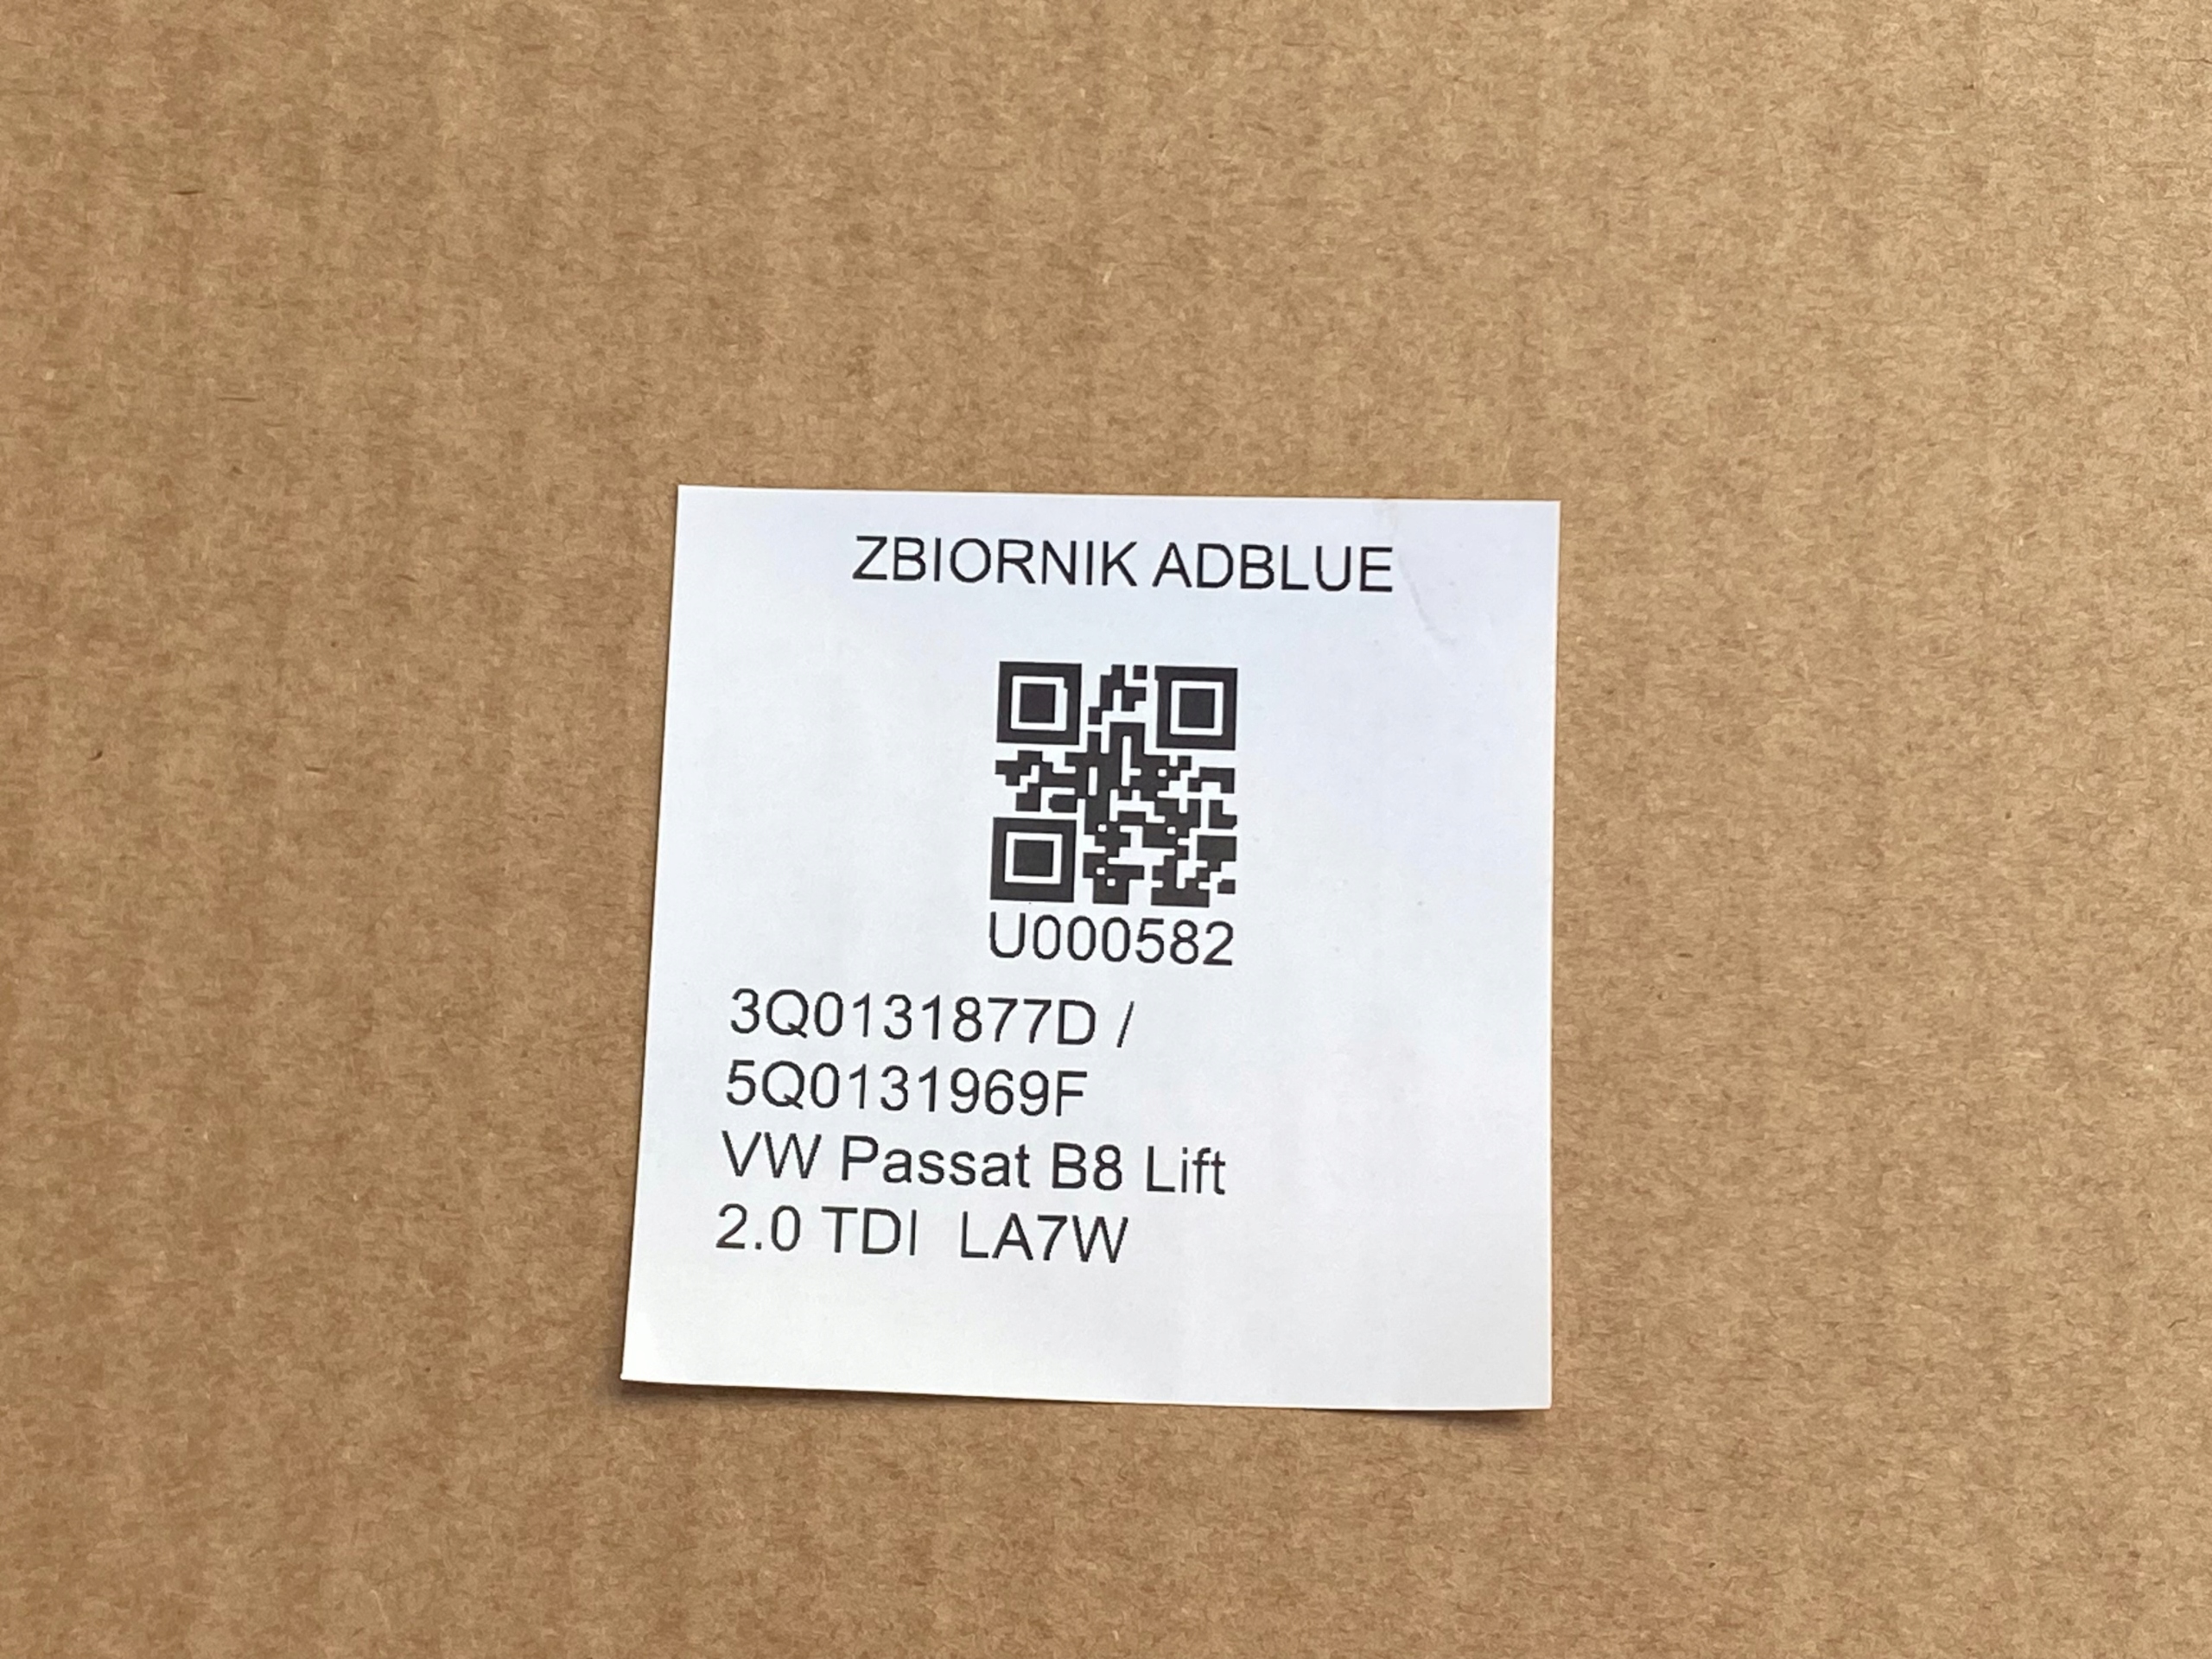 ZBIORNIK ADBLUE
U000582
3Q0131877D /
5Q0131969F
VW Passat B8 Lift
2.0 TDI  LA7W